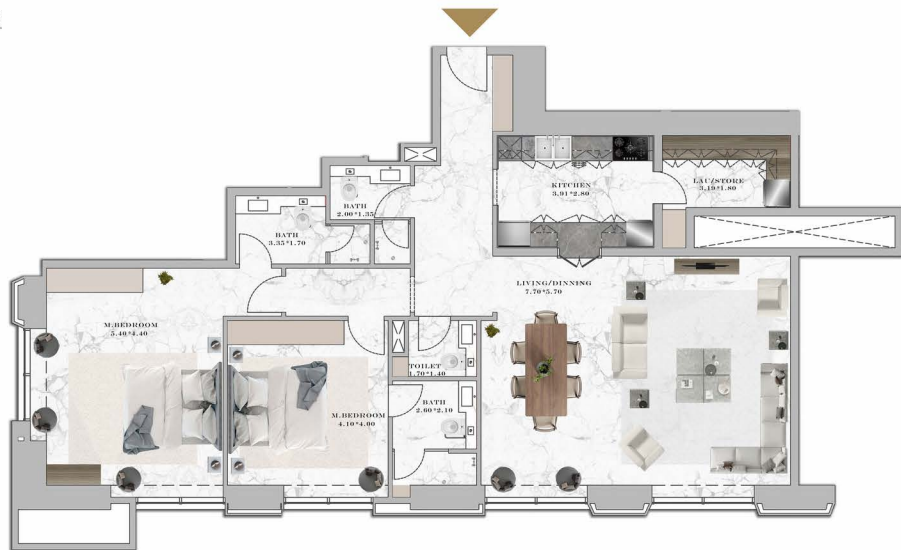 KITCHEN
3.91*2.80
LAU/STORE
3.19*1.80
BATH
2.00*1.35
BATH
3.35*1.70
LIVING/DINNING
7.70*5.70
M.BEDROOM
5.40*4.40
TOILET
1.70*1.40
BATH
2.60*2.10
M.BEDROOM
4.10*4.00